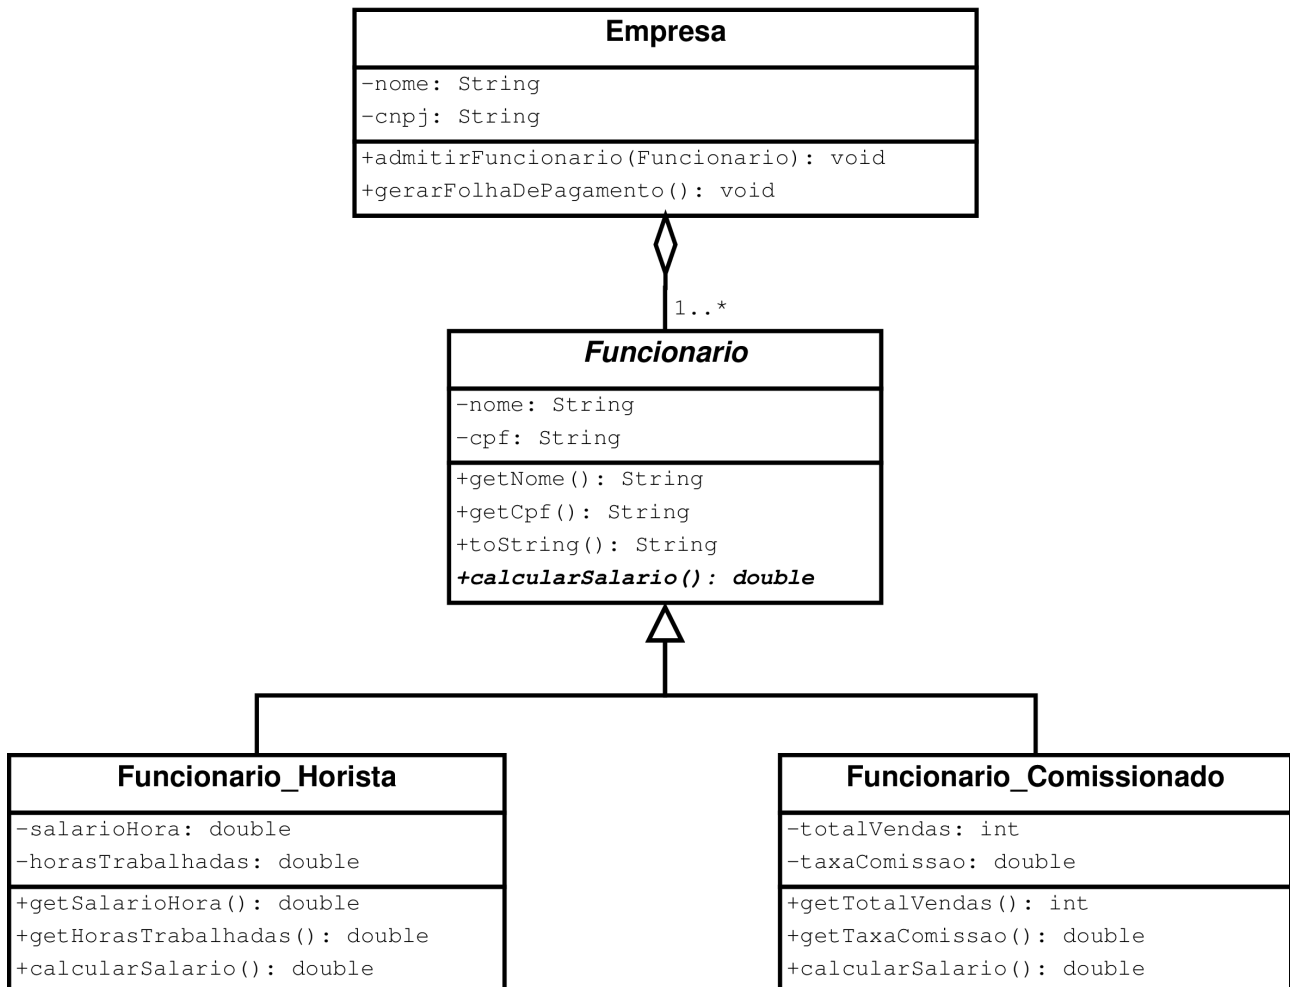 Empresa
-nome: String
-cnpj: String
+admitirFuncionario(Funcionario): void
+gerarFolhaDePagamento(): void
1..*
Funcionario
-nome: String
-cpf: String
+getNome(): String
+getCpf(): String
+toString(): String
+calcularSalario(): double
Funcionario_Horista
-salarioHora: double
-horasTrabalhadas: double
+getSalarioHora(): double
+getHorasTrabalhadas(): double
+calcularSalario(): double
Funcionario_Comissionado
-totalVendas: int
-taxaComissao: double
+getTotalVendas(): int
+getTaxaComissao(): double
+calcularSalario(): double